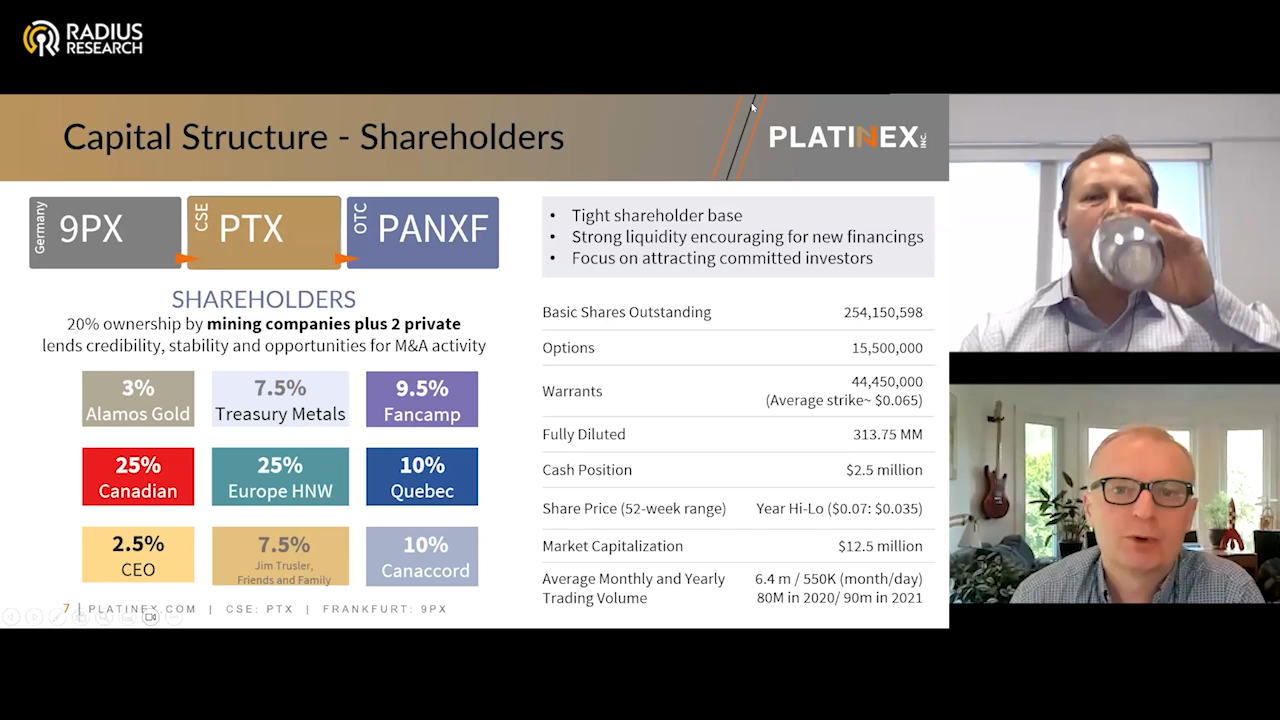 RADIUS
RESEARCH
Capital Structure - Shareholders
PLATINEX INC.
Germany 9PX
CSE PTX
OTC PANXF
SHAREHOLDERS
20% ownership by mining companies plus 2 private
lends credibility, stability and opportunities for M&A activity
3%
Alamos Gold
7.5%
Treasury Metals
9.5%
Fancamp
25%
Canadian
25%
Europe HNW
10%
Quebec
2.5%
CEO
7.5%
Jim Trusler,
Friends and Family
10%
Canaccord
• Tight shareholder base
• Strong liquidity encouraging for new financings
• Focus on attracting committed investors
Basic Shares Outstanding 254,150,598
Options 15,500,000
Warrants 44,450,000
(Average strike~ $0.065)
Fully Diluted 313.75 MM
Cash Position $2.5 million
Share Price (52-week range) Year Hi-Lo ($0.07: $0.035)
Market Capitalization $12.5 million
Average Monthly and Yearly 6.4 m / 550K (month/day)
Trading Volume 80M in 2020/ 90m in 2021
7 | PLATINEX.COM | CSE: PTX | FRANKFURT: 9PX